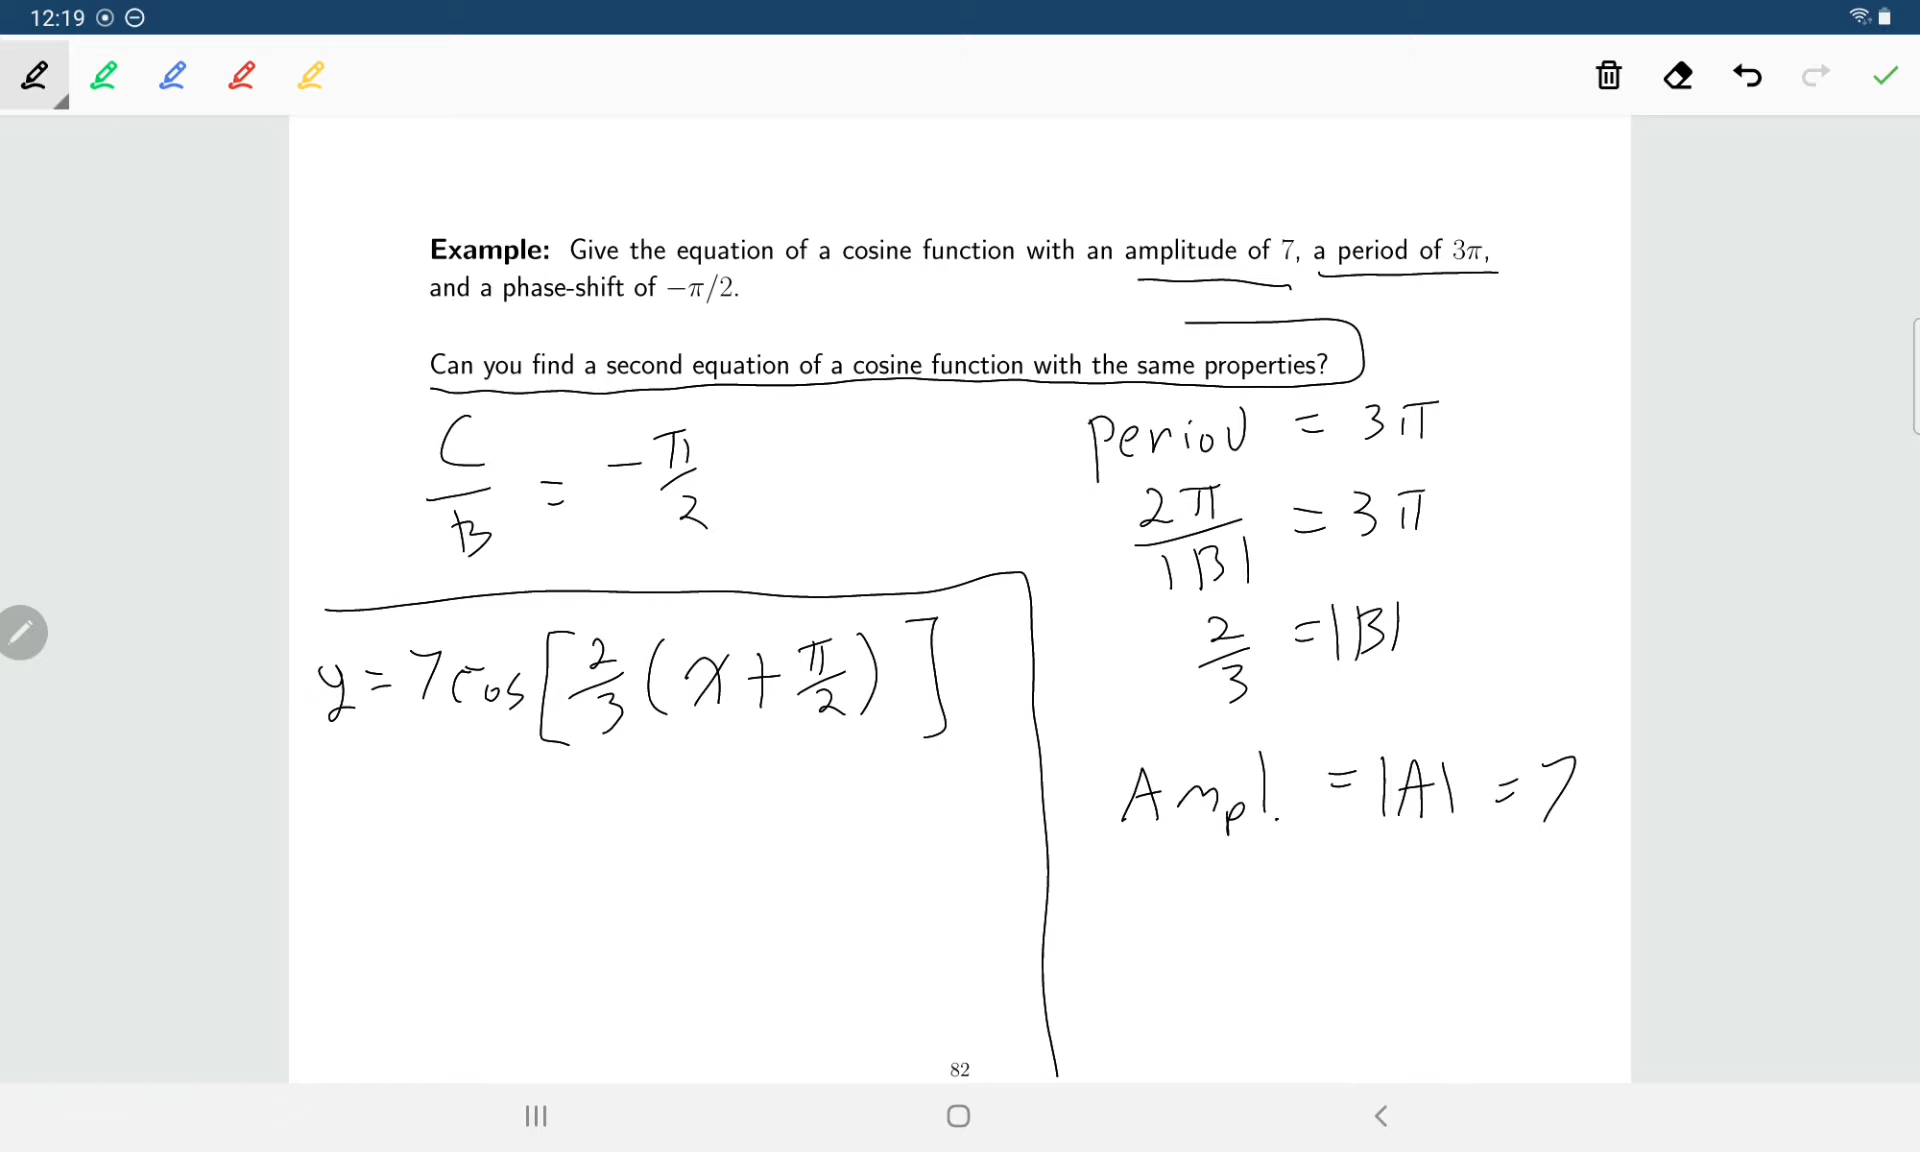 12:19
Example: Give the equation of a cosine function with an amplitude of 7, a period of 3π,
and a phase-shift of −π/2.
Can you find a second equation of a cosine function with the same properties?
C/B = −π/2
y = 7cos[2/3(x + π/2)]
Period = 3π
2π/|B| = 3π
2/3 = |B|
Ampl. = |A| = 7
82